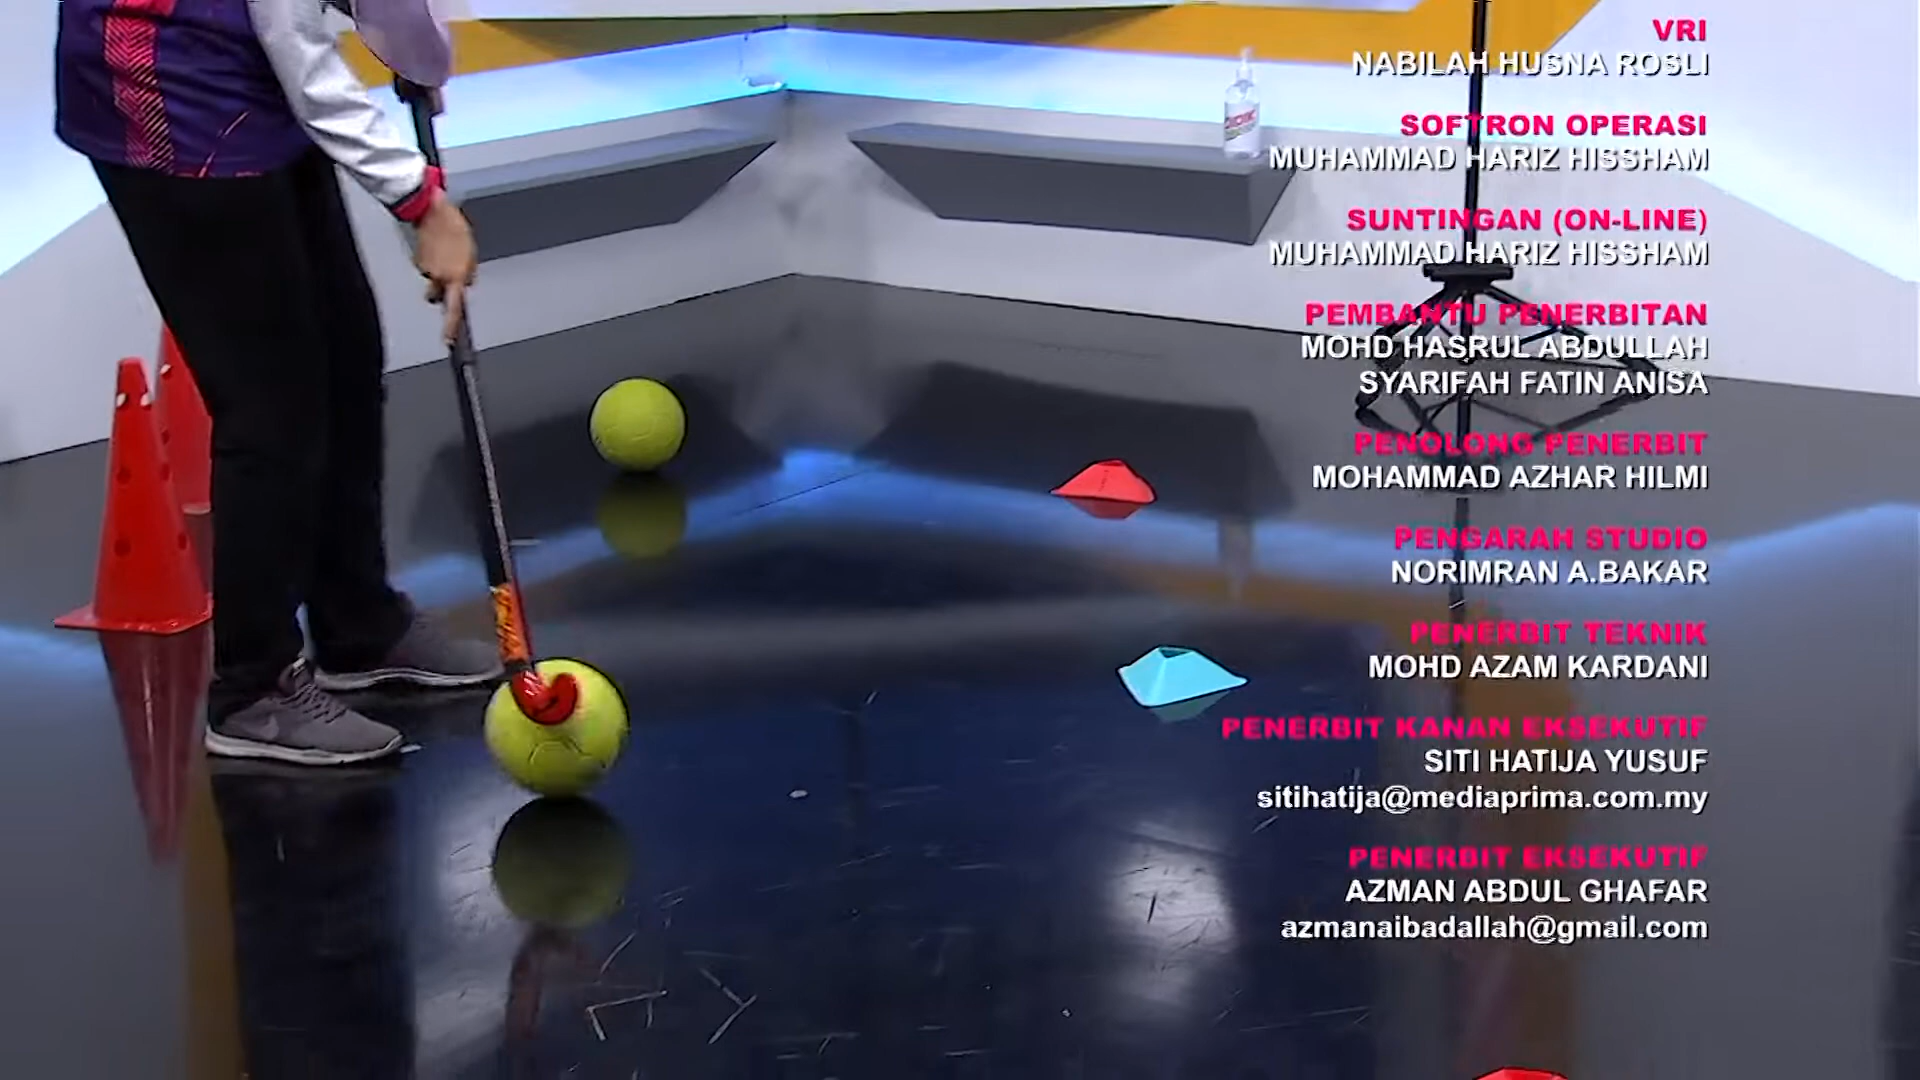 VRI
NABILAH HUSNA ROSLI
SOFTRON OPERASI
MUHAMMAD HARIZ HISSHAM
SUNTINGAN (ON-LINE)
MUHAMMAD HARIZ HISSHAM
PEMBANTU PENERBITAN
MOHD HASRUL ABDULLAH
SYARIFAH FATIN ANISA
PENOLONG PENERBIT
MOHAMMAD AZHAR HILMI
PENGARAH STUDIO
NORIMRAN A.BAKAR
PENERBIT TEKNIK
MOHD AZAM KARDANI
PENERBIT KANAN EKSEKUTIF
SITI HATIJA YUSUF
sitihatija@mediaprima.com.my
PENERBIT EKSEKUTIF
AZMAN ABDUL GHAFAR
azmanaibadallah@gmail.com